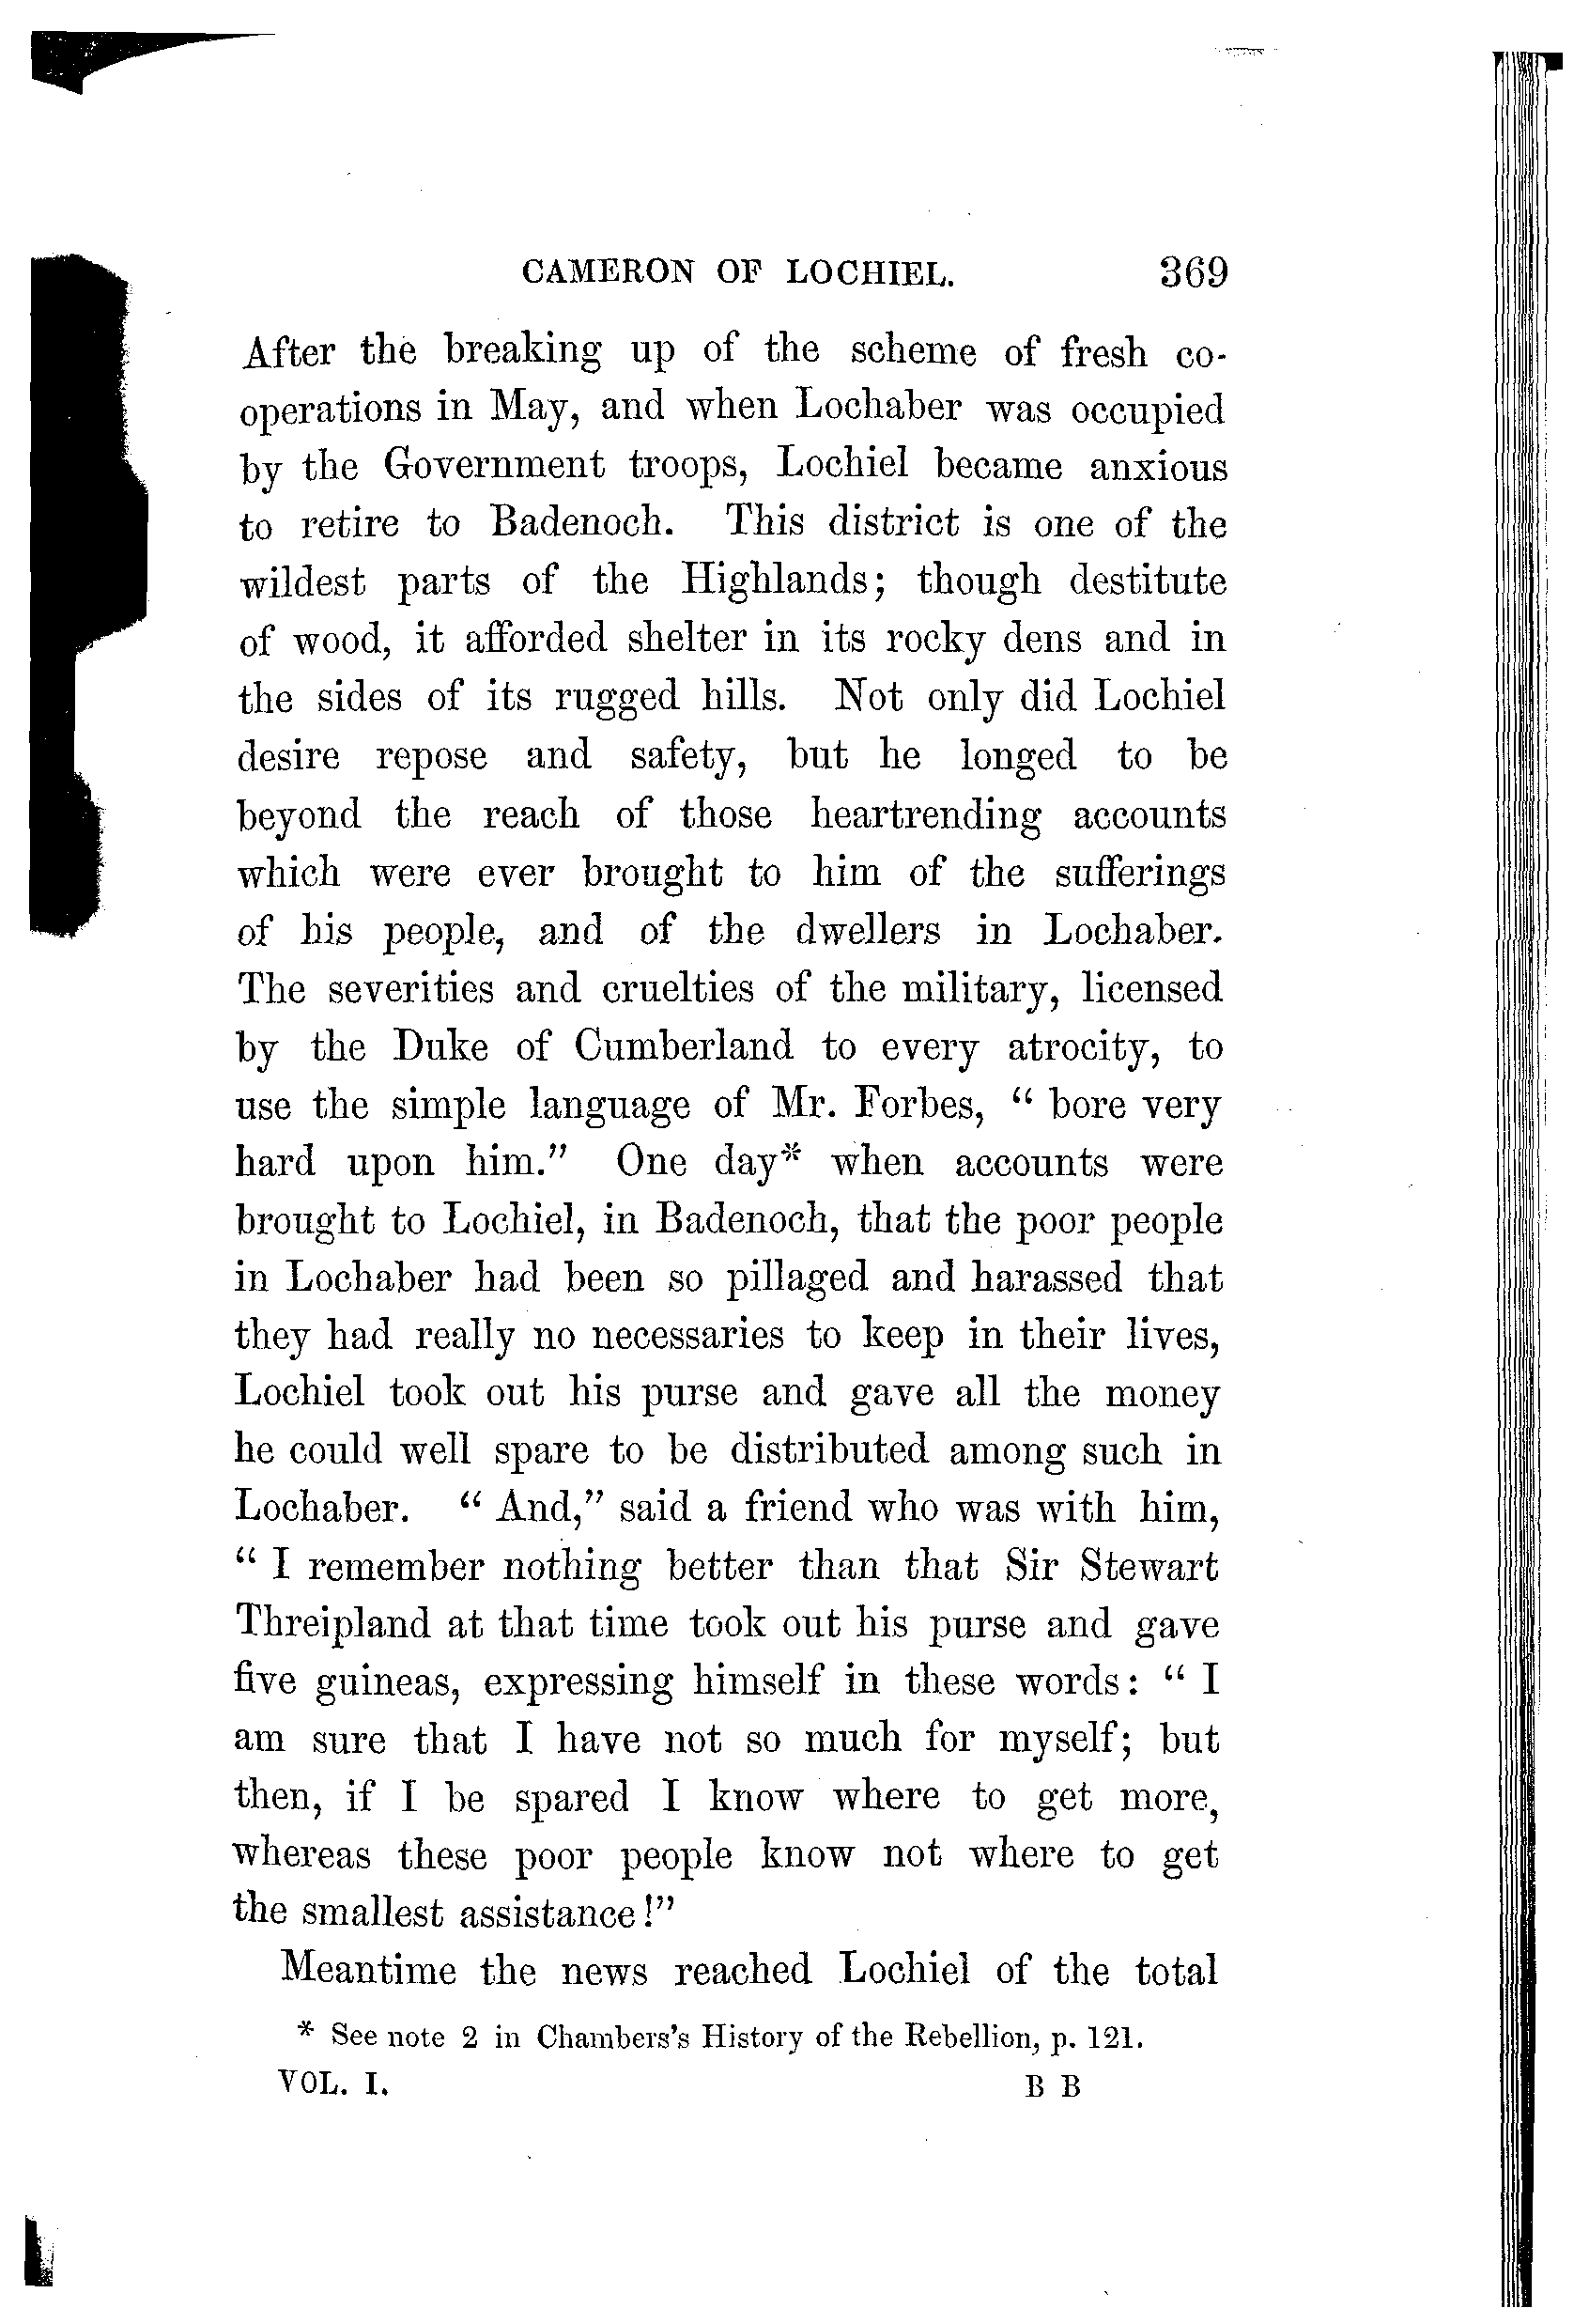 CAMERON OF LOCHIEL. 369
After the breaking up of the scheme of fresh co-
operations in May, and when Lochaber was occupied
by the Government troops, Lochiel became anxious
to retire to Badenoch. This district is one of the
wildest parts of the Highlands; though destitute
of wood, it afforded shelter in its rocky dens and in
the sides of its rugged hills. Not only did Lochiel
desire repose and safety, but he longed to be
beyond the reach of those heartrending accounts
which were ever brought to him of the sufferings
of his people, and of the dwellers in Lochaber.
The severities and cruelties of the military, licensed
by the Duke of Cumberland to every atrocity, to
use the simple language of Mr. Forbes, “ bore very
hard upon him.” One day* when accounts were
brought to Lochiel, in Badenoch, that the poor people
in Lochaber had been so pillaged and harassed that
they had really no necessaries to keep in their lives,
Lochiel took out his purse and gave all the money
he could well spare to be distributed among such in
Lochaber. “ And,” said a friend who was with him,
“ I remember nothing better than that Sir Stewart
Threipland at that time took out his purse and gave
five guineas, expressing himself in these words: “ I
am sure that I have not so much for myself; but
then, if I be spared I know where to get more,
whereas these poor people know not where to get
the smallest assistance!”
Meantime the news reached Lochiel of the total
* See note 2 in Chambers's History of the Rebellion, p. 121.
VOL. I. B B